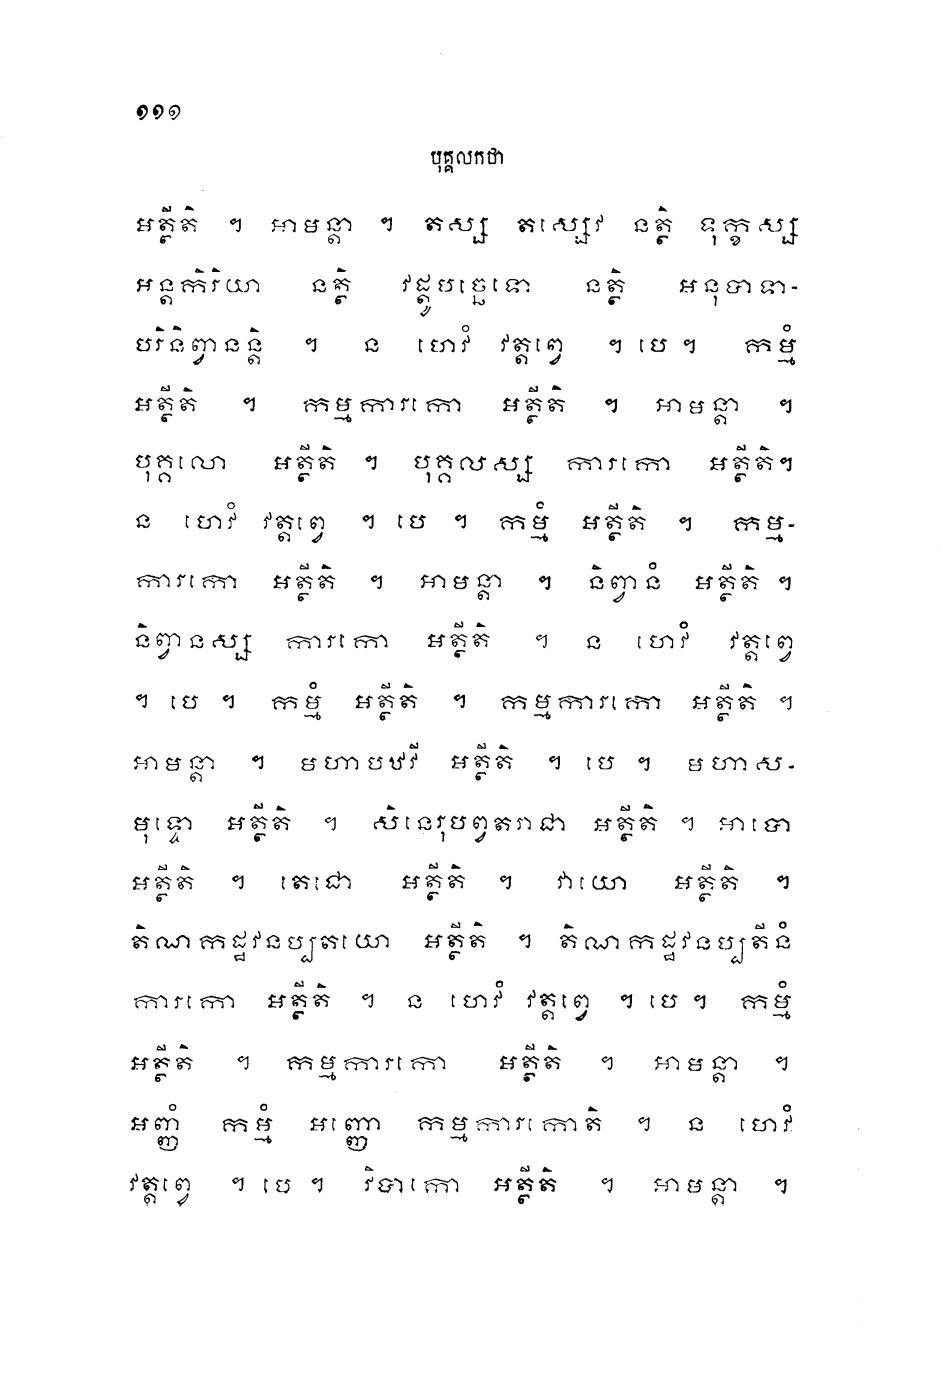 ១១១
បុគ្គលកថា
អត្ថីតិ ។ អាមន្តា ។ តស្ស តស្សេវ នត្ថិ ទុក្ខស្ស
អន្តកិរិយា នត្ថិ វដ្ដូបច្ឆេទោ នត្ថិ អនុបាទា-
បរិនិព្វានន្តិ ។ ន ហេវំ វត្តព្វេ ។ បេ ។ កម្មំ
អត្ថីតិ ។ កម្មការកោ អត្ថីតិ ។ អាមន្តា ។
បុគ្គលោ អត្ថីតិ ។ បុគ្គលស្ស ការកោ អត្ថីតិ។
ន ហេវំ វត្តព្វេ ។ បេ ។ កម្មំ អត្ថីតិ ។ កម្ម-
ការកោ អត្ថីតិ ។ អាមន្តា ។ និព្វានំ អត្ថីតិ ។
និព្វានស្ស ការកោ អត្ថីតិ ។ ន ហេវំ វត្តព្វេ
។ បេ ។ កម្មំ អត្ថីតិ ។ កម្មការកោ អត្ថីតិ ។
អាមន្តា ។ មហាបឋវី អត្ថីតិ ។ បេ ។ មហាស-
មុទ្ទោ អត្ថីតិ ។ សិនេរុបព្វតរាជា អត្ថីតិ ។ អាបោ
អត្ថីតិ ។ តេជោ អត្ថីតិ ។ វាយោ អត្ថីតិ ។
តិណកដ្ឋវនប្បតយោ អត្ថីតិ ។ តិណកដ្ឋវនប្បតីនំ
ការកោ អត្ថីតិ ។ ន ហេវំ វត្តព្វេ ។ បេ ។ កម្មំ
អត្ថីតិ ។ កម្មការកោ អត្ថីតិ ។ អាមន្តា ។
អញ្ញំ កម្មំ អញ្ញោ កម្មការកោតិ ។ ន ហេវំ
វត្តព្វេ ។ បេ ។ វិបាកោ អត្ថីតិ ។ អាមន្តា ។